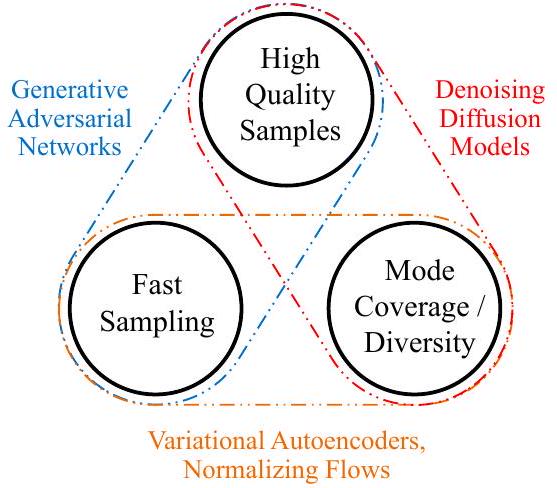 High
Quality
Samples
Generative
Adversarial
Networks
Denoising
Diffusion
Models
Fast
Sampling
Mode
Coverage /
Diversity
Variational Autoencoders,
Normalizing Flows